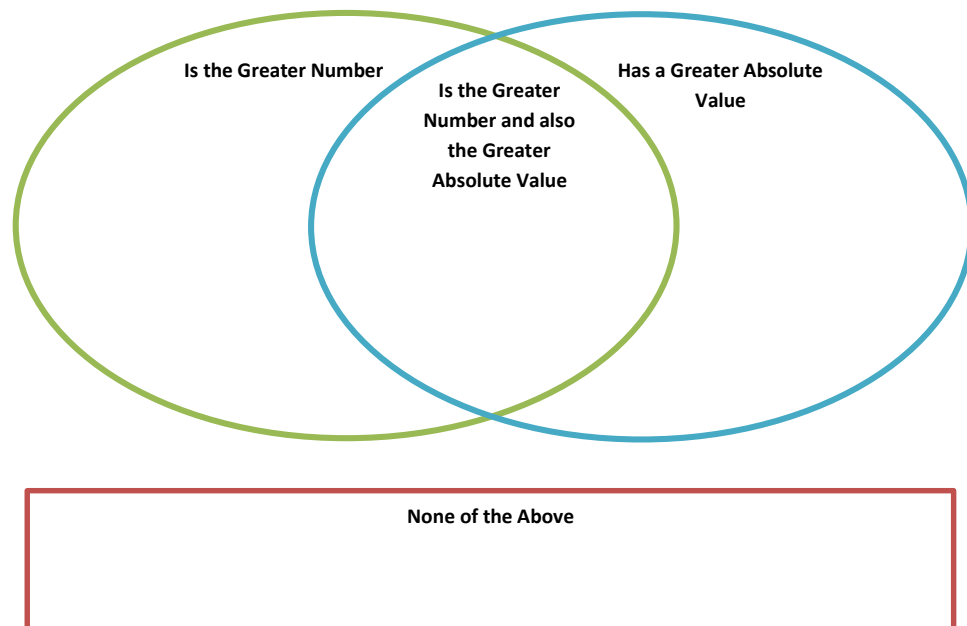 Is the Greater Number
Is the Greater
Number and also
the Greater
Absolute Value
Has a Greater Absolute
Value
None of the Above